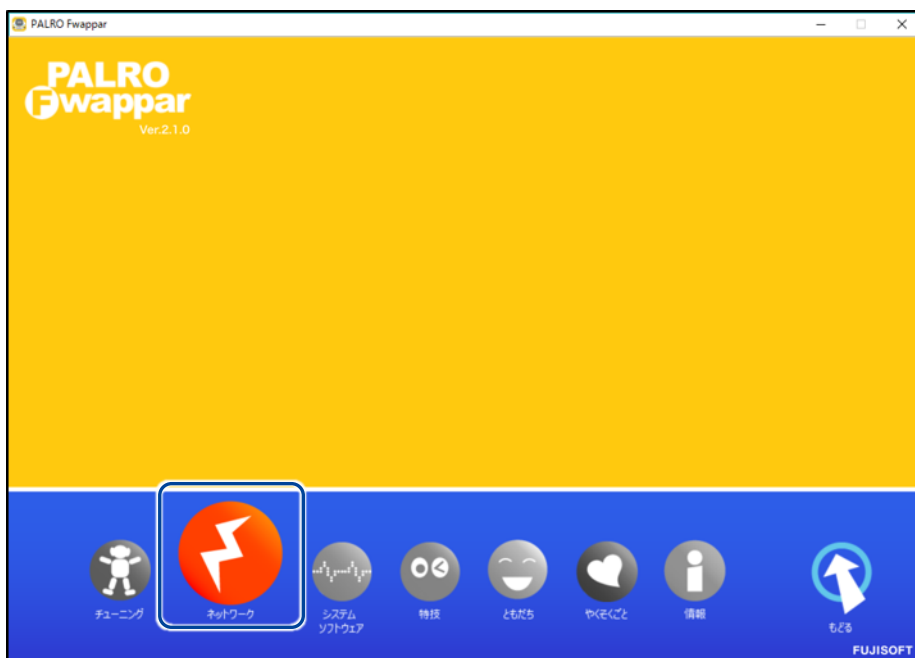 PALRO Fwappar
PALRO
Fwappar
Ver.2.1.0
チューニング
ネットワーク
システム
ソフトウェア
特技
ともだち
やくそくごと
情報
もどる
FUJISOFT